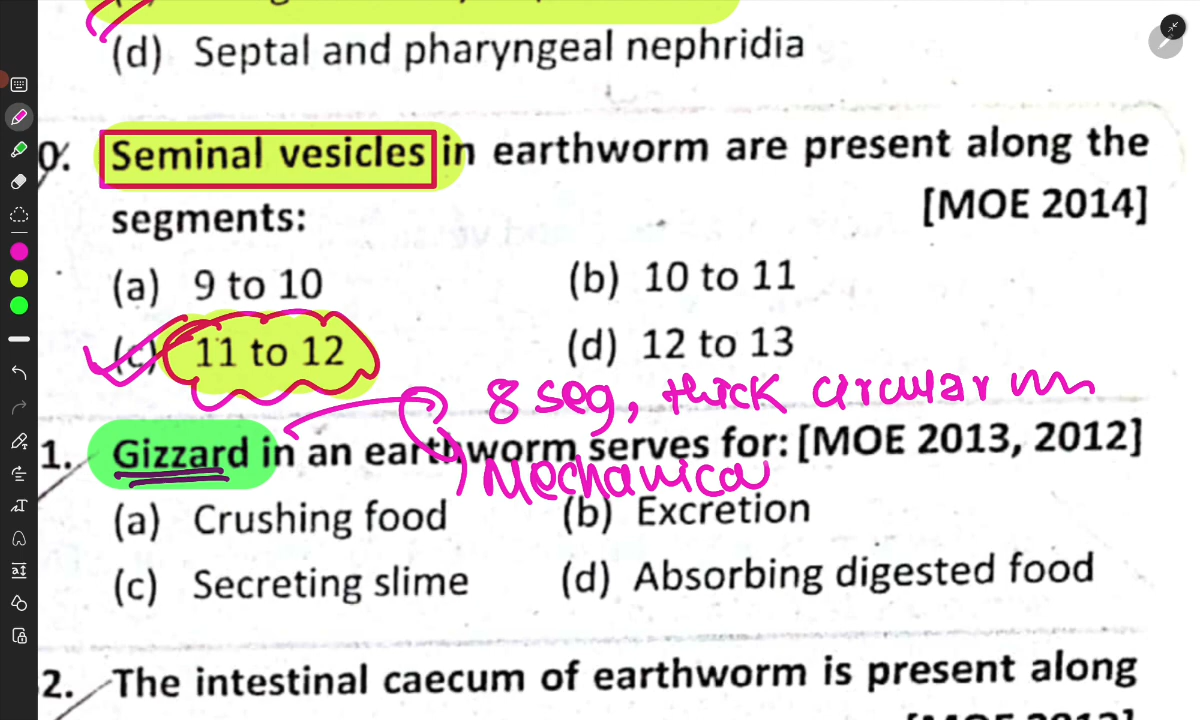 (d) Septal and pharyngeal nephridia
0. Seminal vesicles in earthworm are present along the
segments: [MOE 2014]
(a) 9 to 10 (b) 10 to 11
(c) 11 to 12 (d) 12 to 13
8 seg, thick circular m
1. Gizzard in an earthworm serves for: [MOE 2013, 2012]
Mechanica
(a) Crushing food (b) Excretion
(c) Secreting slime (d) Absorbing digested food
2. The intestinal caecum of earthworm is present along